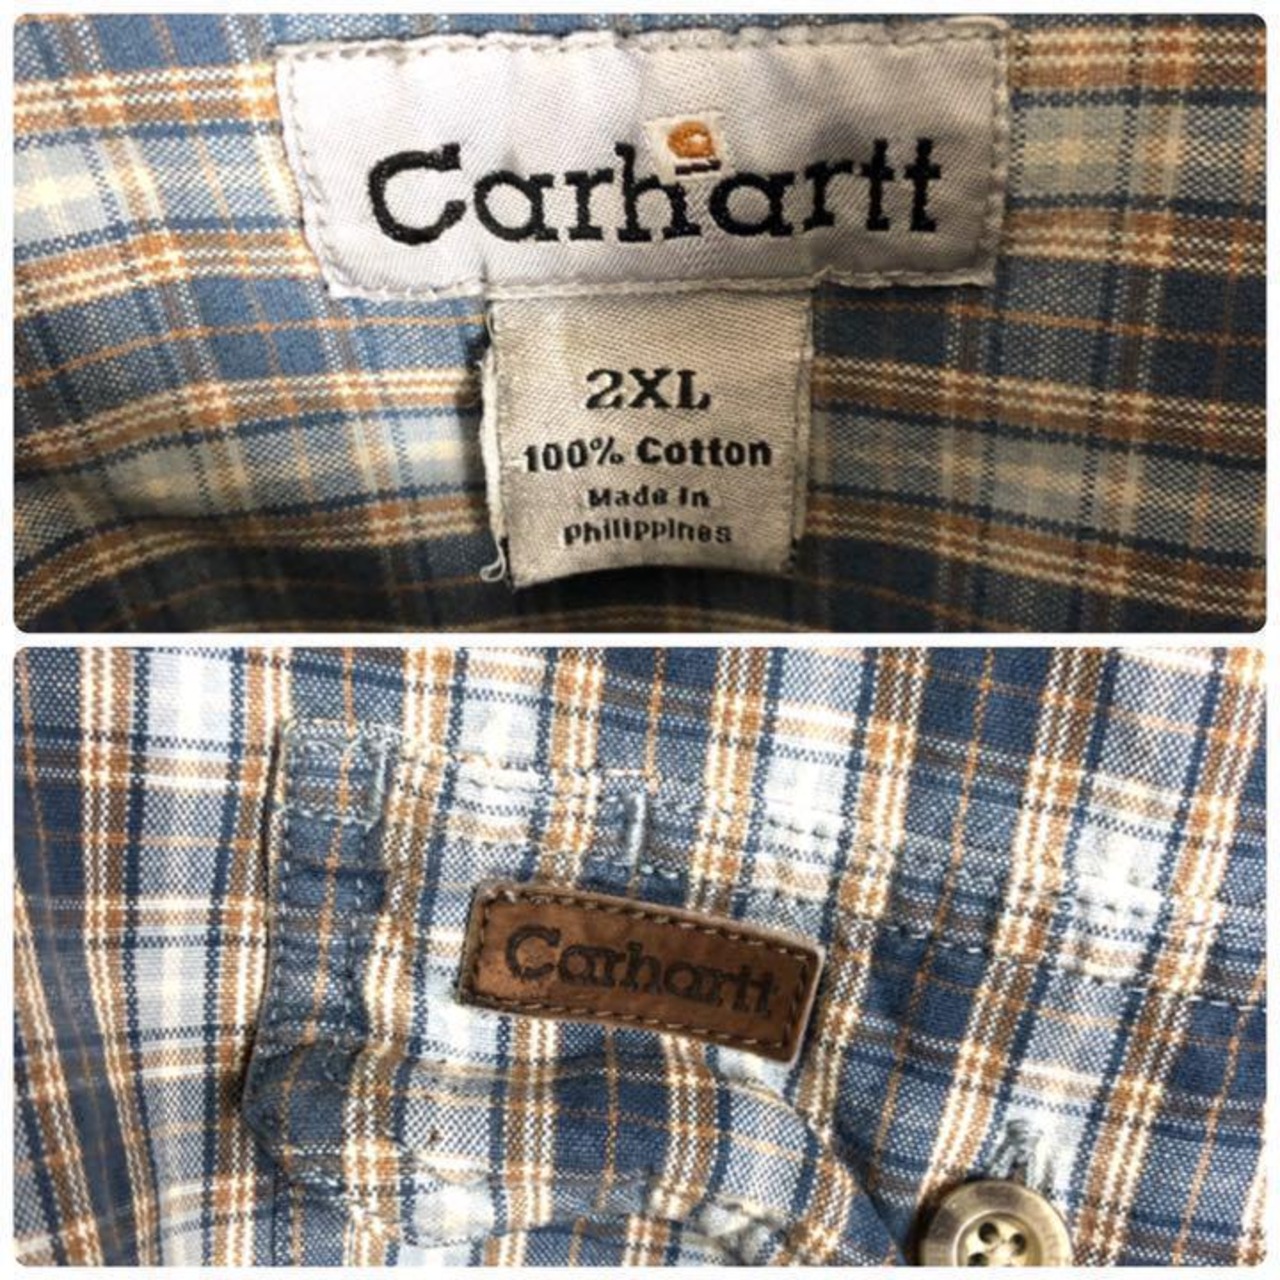 Carhartt
2XL
100% Cotton
Made In
Philippines
Carhartt